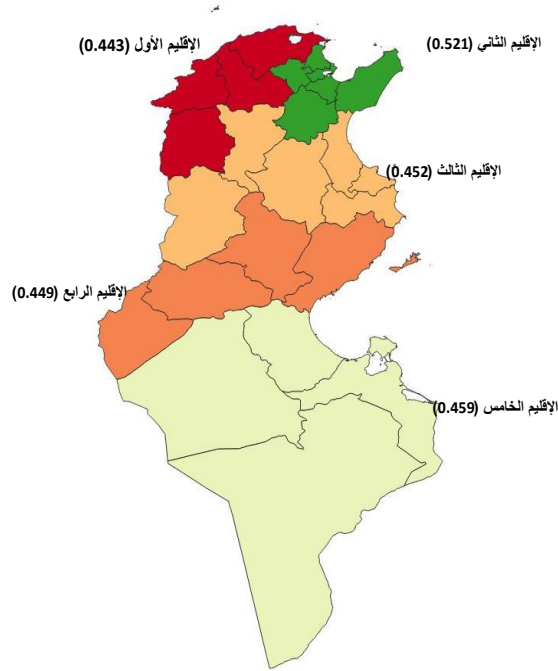 الإقليم الأول (0.443)
الإقليم الثاني (0.521)
الإقليم الثالث (0.452)
الإقليم الرابع (0.449)
الإقليم الخامس (0.459)